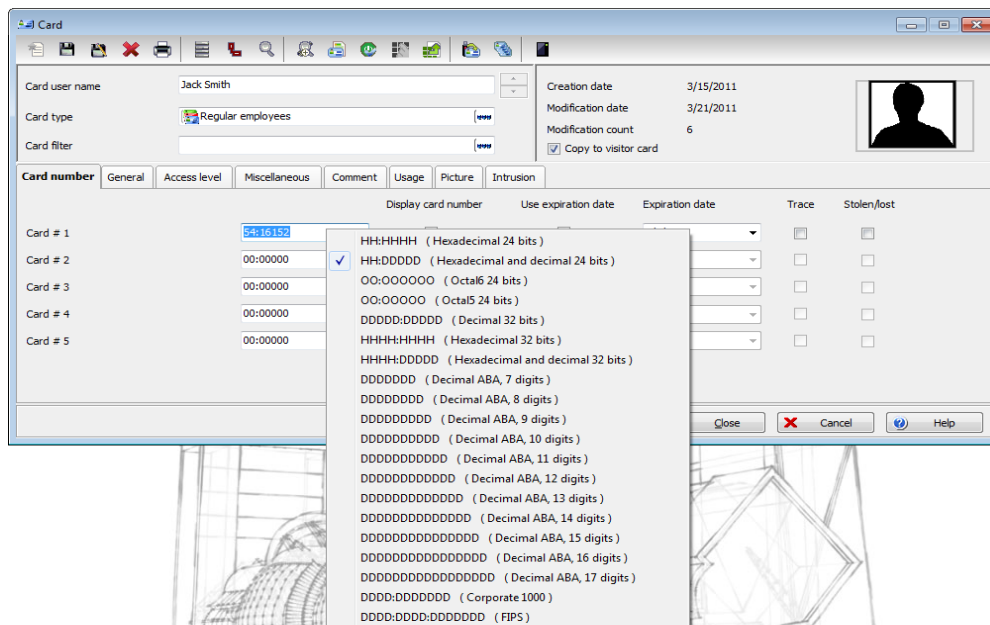 Card
Card user name
Jack Smith
Card type
Regular employees
Card filter
Creation date 3/15/2011
Modification date 3/21/2011
Modification count 6
Copy to visitor card
Card number General Access level Miscellaneous Comment Usage Picture Intrusion
Display card number Use expiration date Expiration date Trace Stolen/lost
Card # 1 54:16152
Card # 2 00:00000
Card # 3 00:00000
Card # 4 00:00000
Card # 5 00:00000
HH:HHHH ( Hexadecimal 24 bits )
HH:DDDDD ( Hexadecimal and decimal 24 bits )
OO:OOOOOO ( Octal6 24 bits )
OO:OOOOO ( Octal5 24 bits )
DDDDD:DDDDD ( Decimal 32 bits )
HHHH:HHHH ( Hexadecimal 32 bits )
HHHH:DDDDD ( Hexadecimal and decimal 32 bits )
DDDDDDD ( Decimal ABA, 7 digits )
DDDDDDDD ( Decimal ABA, 8 digits )
DDDDDDDDD ( Decimal ABA, 9 digits )
DDDDDDDDDD ( Decimal ABA, 10 digits )
DDDDDDDDDDD ( Decimal ABA, 11 digits )
DDDDDDDDDDDD ( Decimal ABA, 12 digits )
DDDDDDDDDDDDD ( Decimal ABA, 13 digits )
DDDDDDDDDDDDDD ( Decimal ABA, 14 digits )
DDDDDDDDDDDDDDD ( Decimal ABA, 15 digits )
DDDDDDDDDDDDDDDD ( Decimal ABA, 16 digits )
DDDDDDDDDDDDDDDDD ( Decimal ABA, 17 digits )
DDDD:DDDDDDD ( Corporate 1000 )
DDDD:DDDD:DDDDDDD ( FIPS )
Close Cancel Help